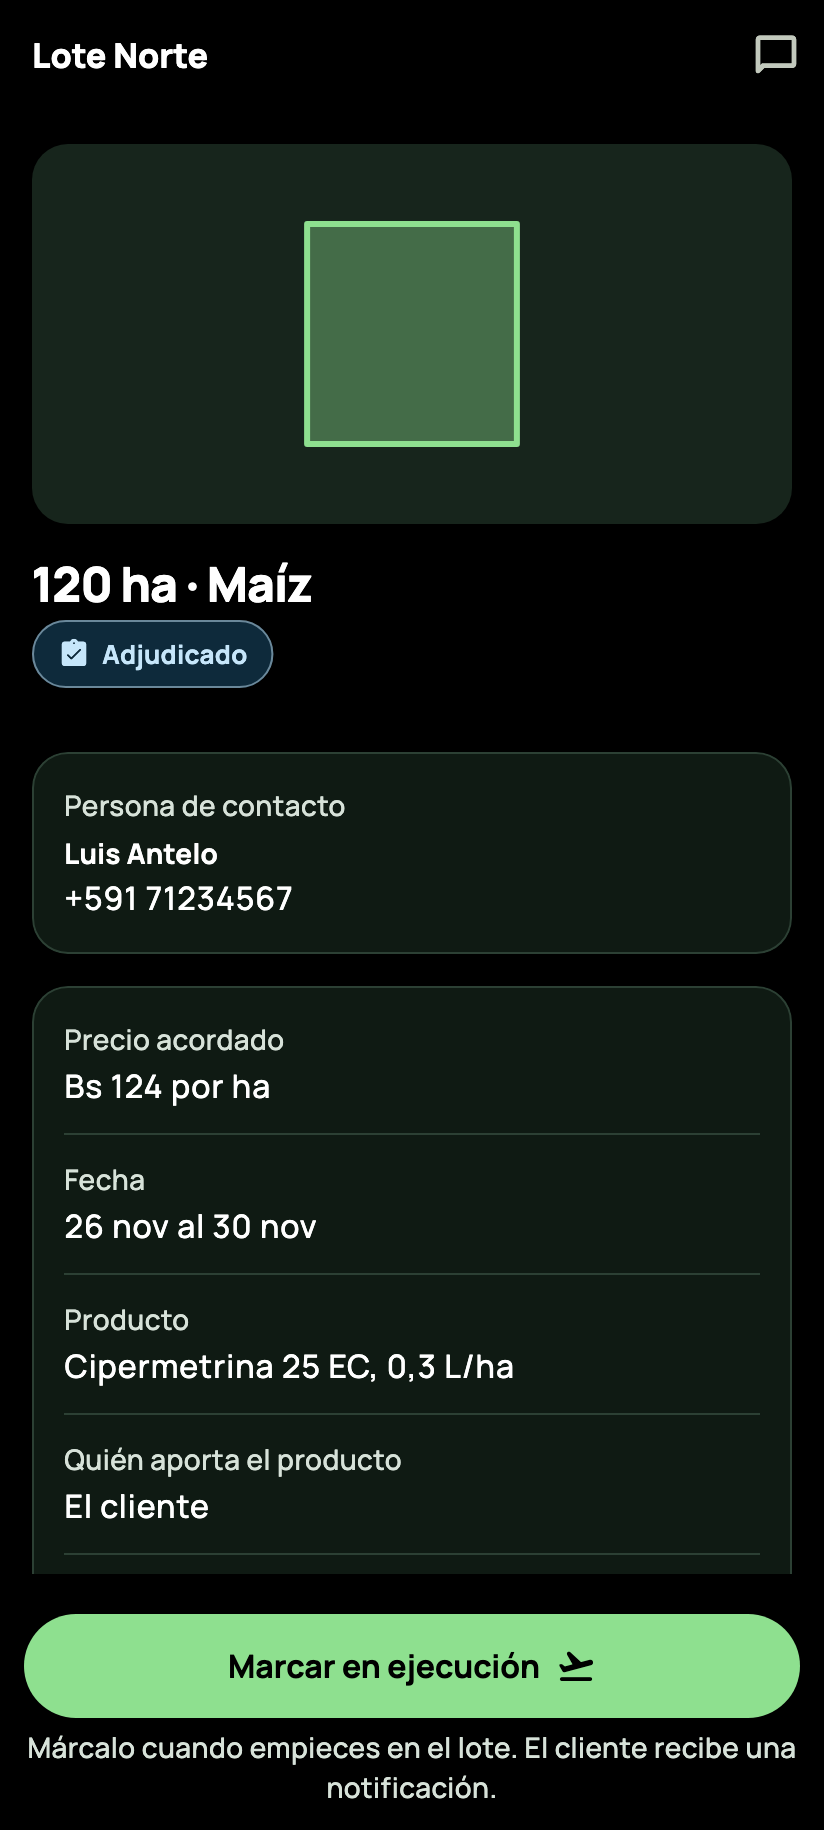 Lote Norte
120 ha · Maíz
Adjudicado
Persona de contacto
Luis Antelo
+591 71234567
Precio acordado
Bs 124 por ha
Fecha
26 nov al 30 nov
Producto
Cipermetrina 25 EC, 0,3 L/ha
Quién aporta el producto
El cliente
Marcar en ejecución
Márcalo cuando empieces en el lote. El cliente recibe una
notificación.